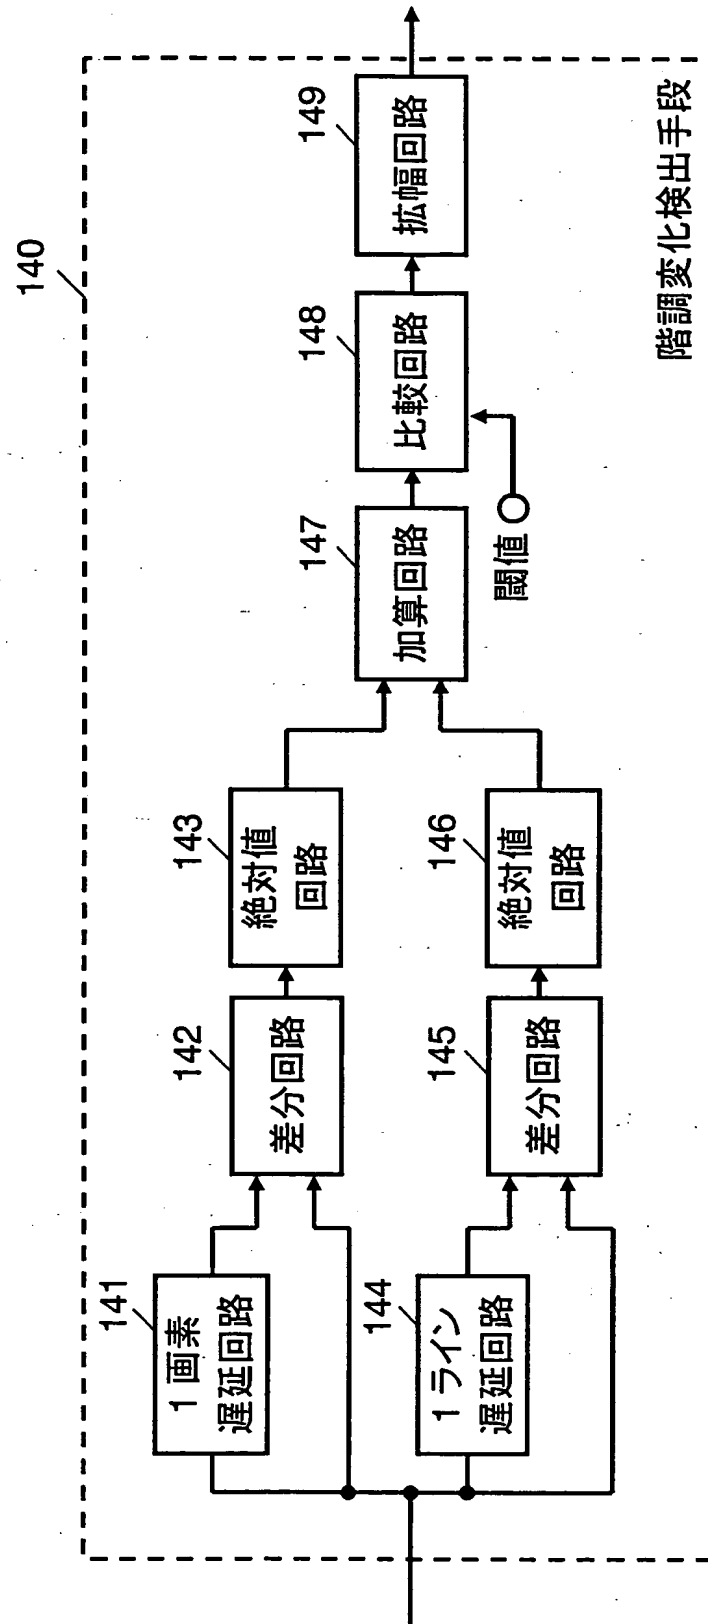 140
141
1画素
遅延回路
142
差分回路
143
絶対値
回路
144
1ライン
遅延回路
145
差分回路
146
絶対値
回路
147
加算回路
閾値
148
比較回路
149
拡幅回路
階調変化検出手段